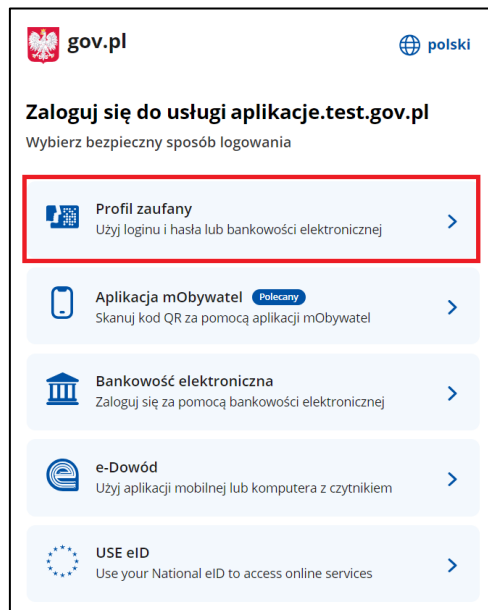 gov.pl
polski
Zaloguj się do usługi aplikacje.test.gov.pl
Wybierz bezpieczny sposób logowania
Profil zaufany
Użyj loginu i hasła lub bankowości elektronicznej
Aplikacja mObywatel Polecany
Skanuj kod QR za pomocą aplikacji mObywatel
Bankowość elektroniczna
Zaloguj się za pomocą bankowości elektronicznej
e-Dowód
Użyj aplikacji mobilnej lub komputera z czytnikiem
USE eID
Use your National eID to access online services